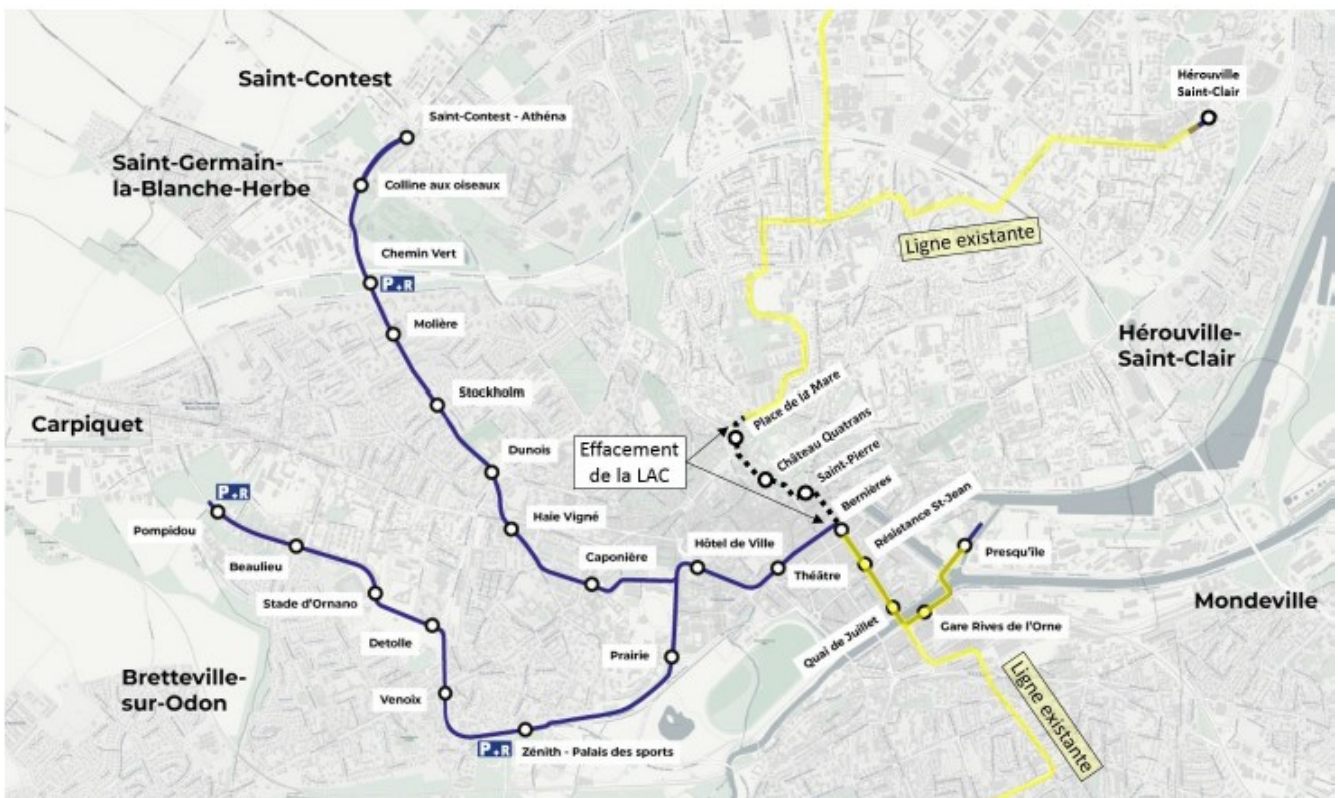 Saint-Contest
Hérouville
Saint-Clair
Saint-Contest - Athéna
Saint-Germain-
la-Blanche-Herbe
Colline aux oiseaux
Ligne existante
Chemin Vert
P+R
Molière
Hérouville-
Saint-Clair
Stockholm
Place de la Mare
Carpiquet
Château Quatrans
Effacement
de la LAC
Dunois
Saint-Pierre
Bernières
P+R
Pompidou
Haie Vigné
Résistance St-Jean
Hôtel de Ville
Presqu'île
Beaulieu
Caponière
Théâtre
Stade d'Ornano
Mondeville
Quai de Juillet
Gare Rives de l'Orne
Detolle
Prairie
Bretteville-
sur-Odon
Venoix
Ligne existante
P+R
Zénith - Palais des sports